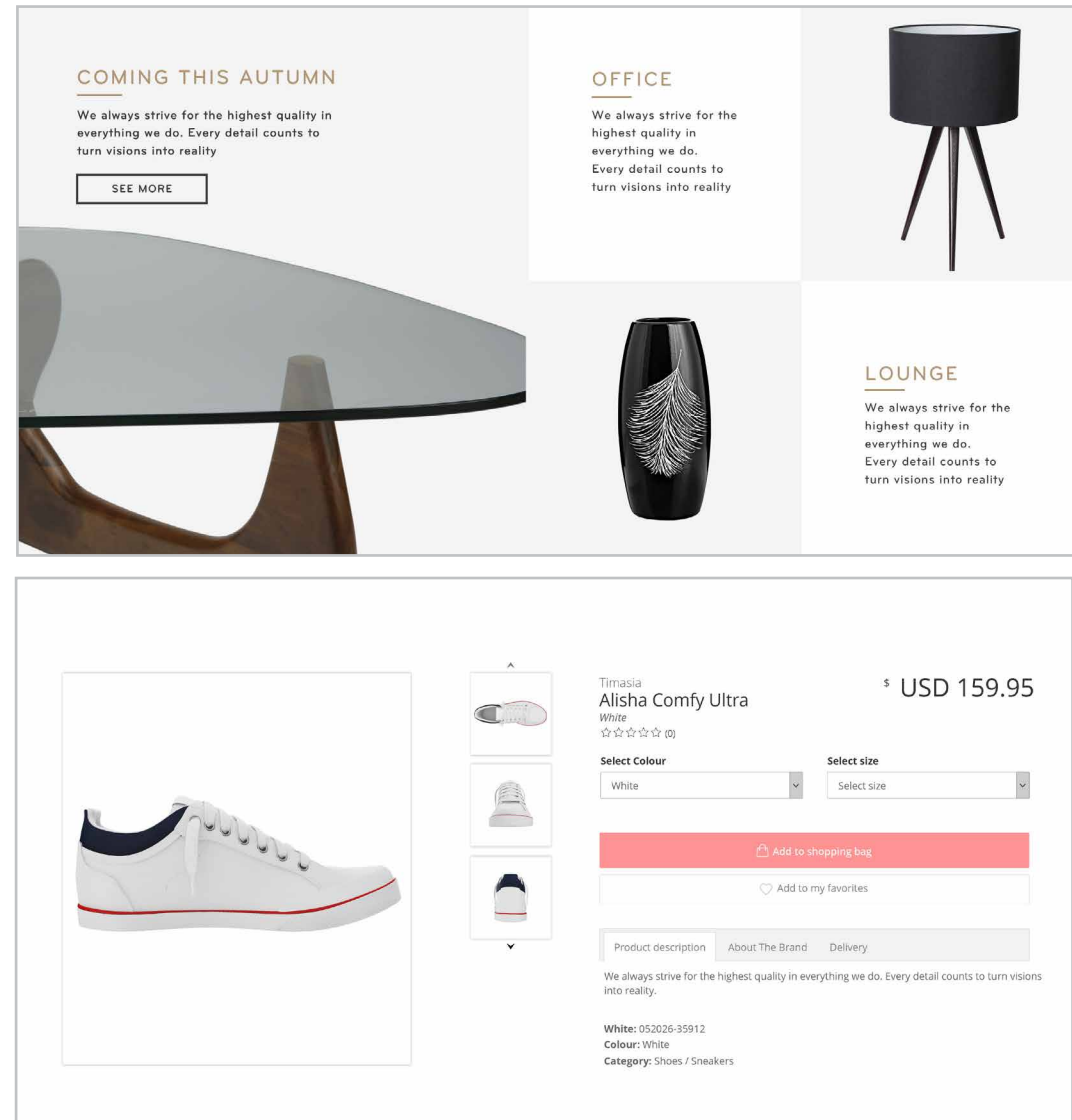 COMING THIS AUTUMN
We always strive for the highest quality in
everything we do. Every detail counts to
turn visions into reality
SEE MORE
OFFICE
We always strive for the
highest quality in
everything we do.
Every detail counts to
turn visions into reality
LOUNGE
We always strive for the
highest quality in
everything we do.
Every detail counts to
turn visions into reality
Timasia
Alisha Comfy Ultra
White
(0)
$ USD 159.95
Select Colour
White
Select size
Select size
Add to shopping bag
Add to my favorites
Product description About The Brand Delivery
We always strive for the highest quality in everything we do. Every detail counts to turn visions
into reality.
White: 052026-35912
Colour: White
Category: Shoes / Sneakers